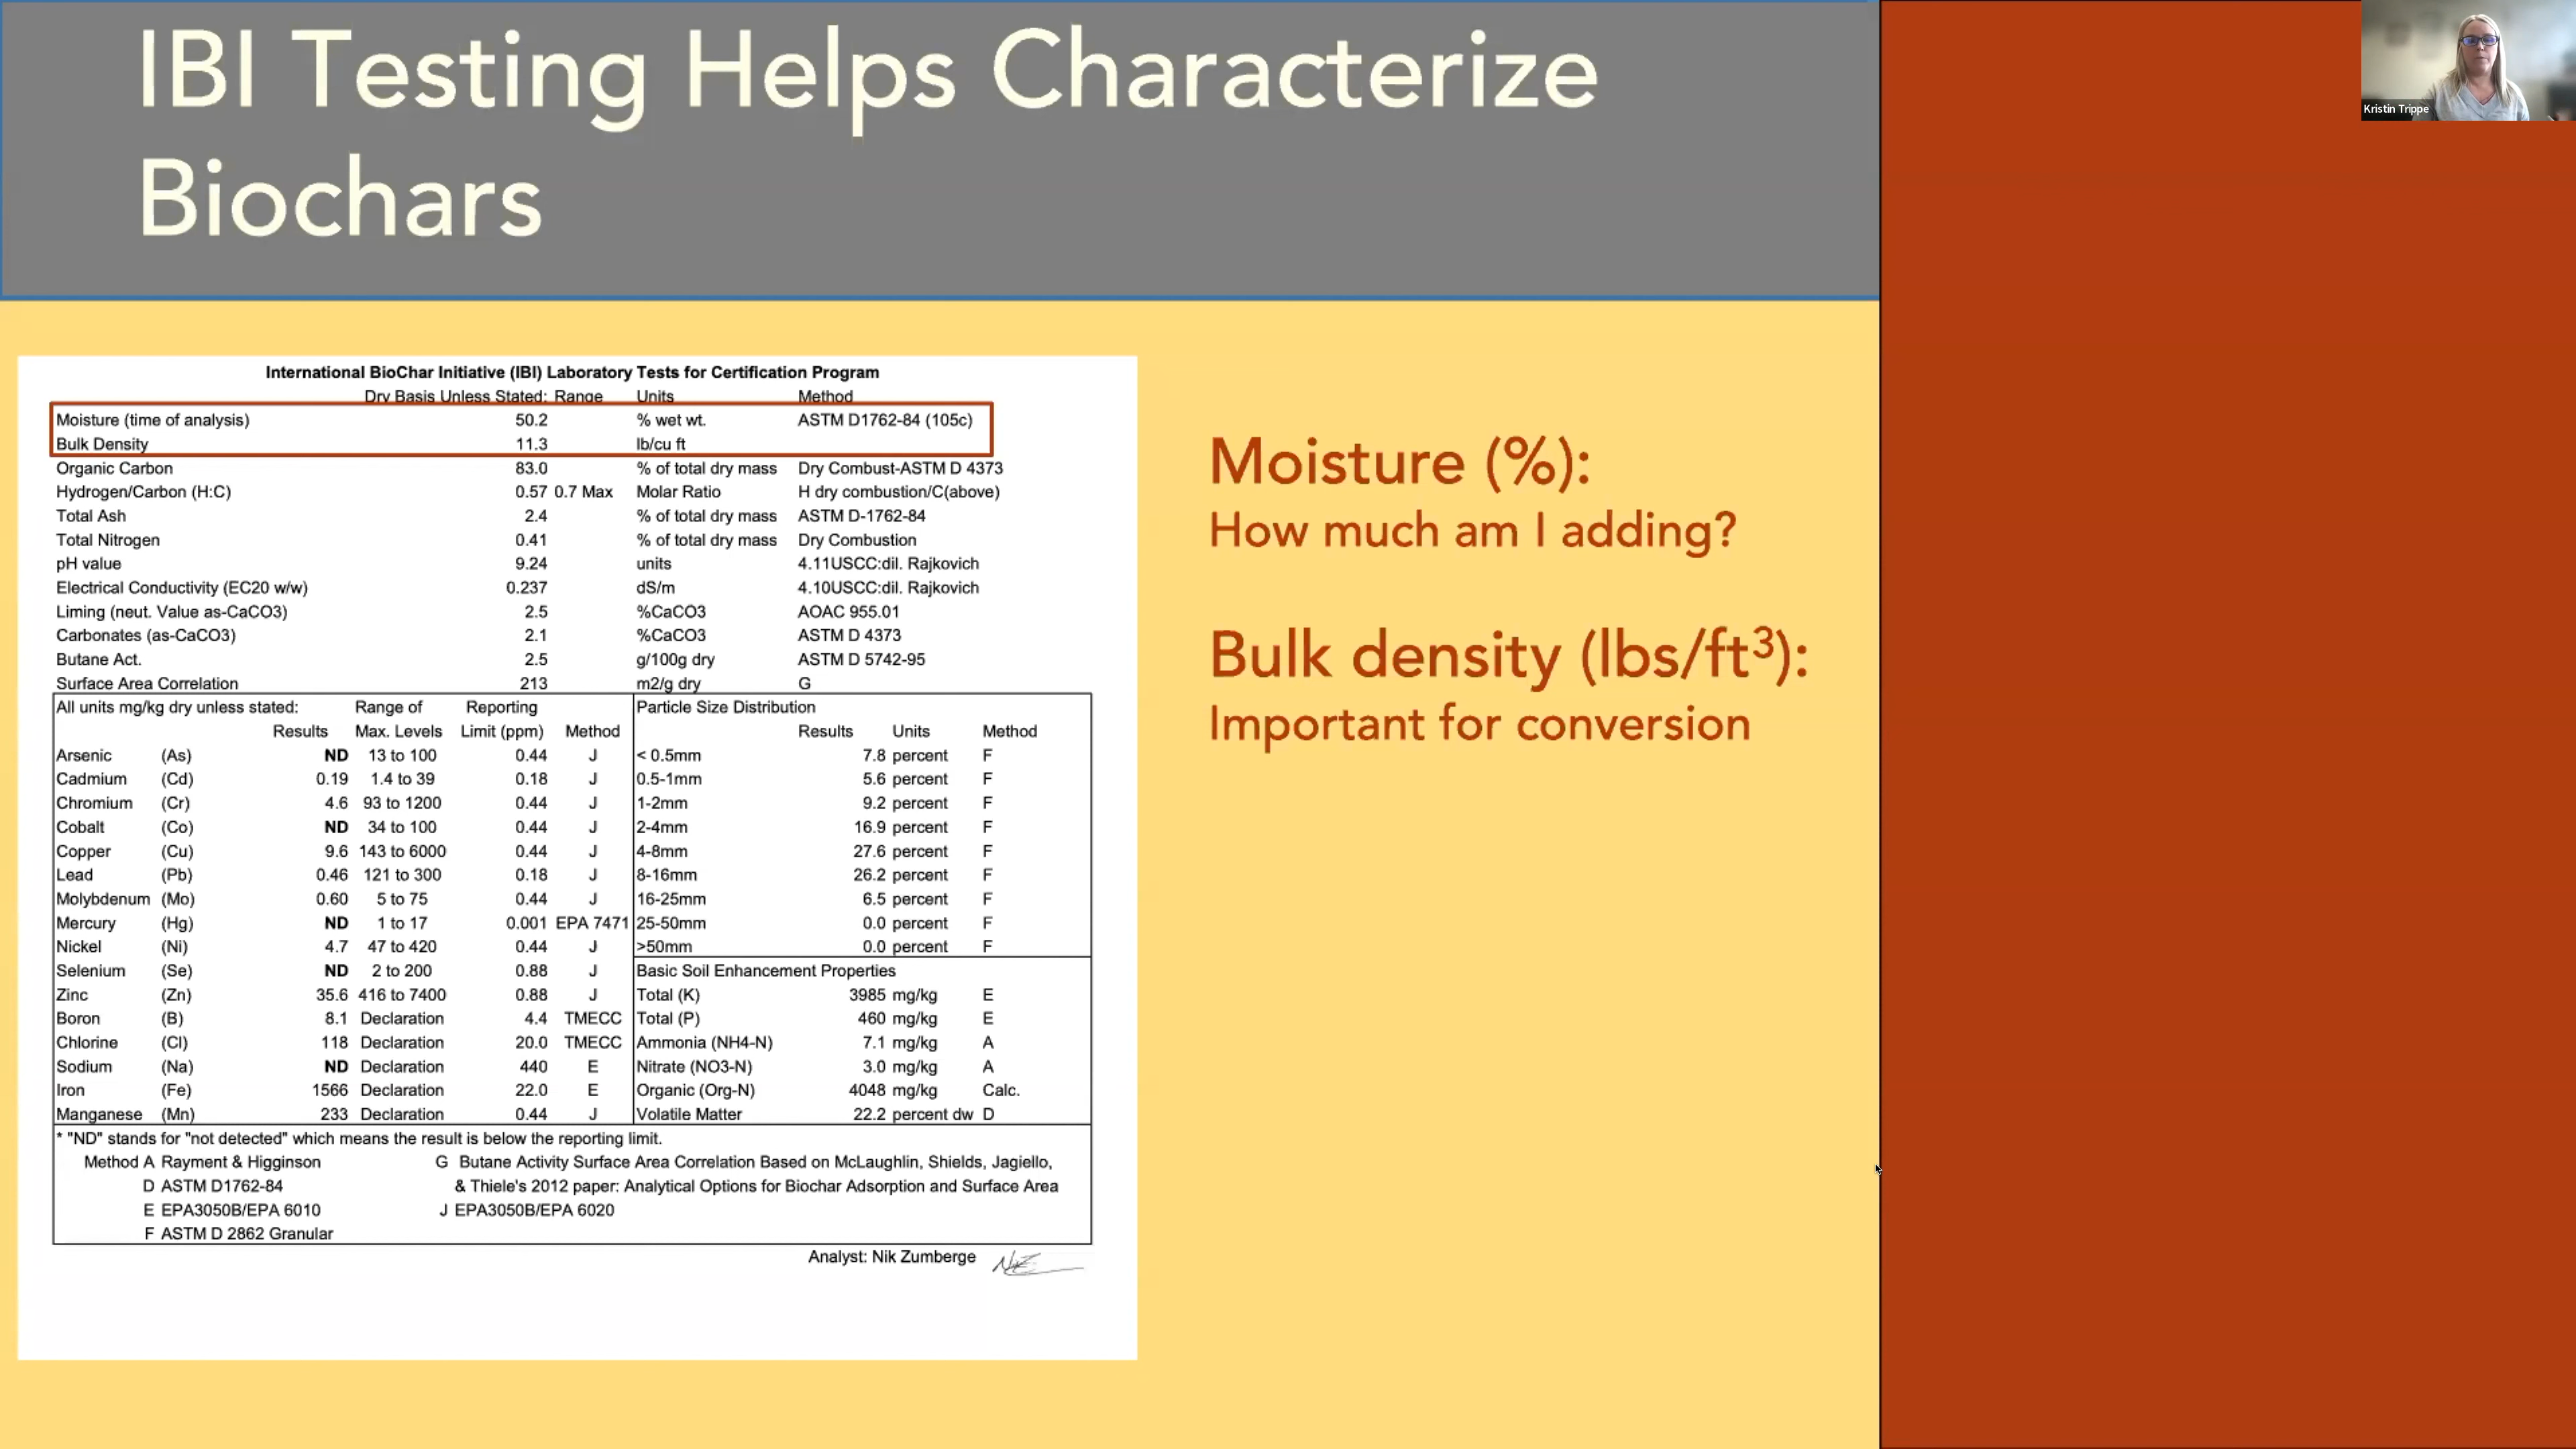 IBI Testing Helps Characterize
Biochars
Kristin Trippe
International BioChar Initiative (IBI) Laboratory Tests for Certification Program
Dry Basis Unless Stated: Range Units Method
Moisture (time of analysis) 50.2 % wet wt. ASTM D1762-84 (105c)
Bulk Density 11.3 lb/cu ft
Organic Carbon 83.0 % of total dry mass Dry Combust-ASTM D 4373
Hydrogen/Carbon (H:C) 0.57 0.7 Max Molar Ratio H dry combustion/C(above)
Total Ash 2.4 % of total dry mass ASTM D-1762-84
Total Nitrogen 0.41 % of total dry mass Dry Combustion
pH value 9.24 units 4.11USCC:dil. Rajkovich
Electrical Conductivity (EC20 w/w) 0.237 dS/m 4.10USCC:dil. Rajkovich
Liming (neut. Value as-CaCO3) 2.5 %CaCO3 AOAC 955.01
Carbonates (as-CaCO3) 2.1 %CaCO3 ASTM D 4373
Butane Act. 2.5 g/100g dry ASTM D 5742-95
Surface Area Correlation 213 m2/g dry G
All units mg/kg dry unless stated: Range of Reporting Particle Size Distribution
Results Max. Levels Limit (ppm) Method Results Units Method
Arsenic (As) ND 13 to 100 0.44 J < 0.5mm 7.8 percent F
Cadmium (Cd) 0.19 1.4 to 39 0.18 J 0.5-1mm 5.6 percent F
Chromium (Cr) 4.6 93 to 1200 0.44 J 1-2mm 9.2 percent F
Cobalt (Co) ND 34 to 100 0.44 J 2-4mm 16.9 percent F
Copper (Cu) 9.6 143 to 6000 0.44 J 4-8mm 27.6 percent F
Lead (Pb) 0.46 121 to 300 0.18 J 8-16mm 26.2 percent F
Molybdenum (Mo) 0.60 5 to 75 0.44 J 16-25mm 6.5 percent F
Mercury (Hg) ND 1 to 17 0.001 EPA 7471 25-50mm 0.0 percent F
Nickel (Ni) 4.7 47 to 420 0.44 J >50mm 0.0 percent F
Selenium (Se) ND 2 to 200 0.88 J Basic Soil Enhancement Properties
Zinc (Zn) 35.6 416 to 7400 0.88 J Total (K) 3985 mg/kg E
Boron (B) 8.1 Declaration 4.4 TMECC Total (P) 460 mg/kg E
Chlorine (Cl) 118 Declaration 20.0 TMECC Ammonia (NH4-N) 7.1 mg/kg A
Sodium (Na) ND Declaration 440 E Nitrate (NO3-N) 3.0 mg/kg A
Iron (Fe) 1566 Declaration 22.0 E Organic (Org-N) 4048 mg/kg Calc.
Manganese (Mn) 233 Declaration 0.44 J Volatile Matter 22.2 percent dw D
* "ND" stands for "not detected" which means the result is below the reporting limit.
Method A Rayment & Higginson G Butane Activity Surface Area Correlation Based on McLaughlin, Shields, Jagiello,
D ASTM D1762-84 & Thiele's 2012 paper: Analytical Options for Biochar Adsorption and Surface Area
E EPA3050B/EPA 6010 J EPA3050B/EPA 6020
F ASTM D 2862 Granular
Analyst: Nik Zumberge
Moisture (%):
How much am I adding?
Bulk density (lbs/ft³):
Important for conversion